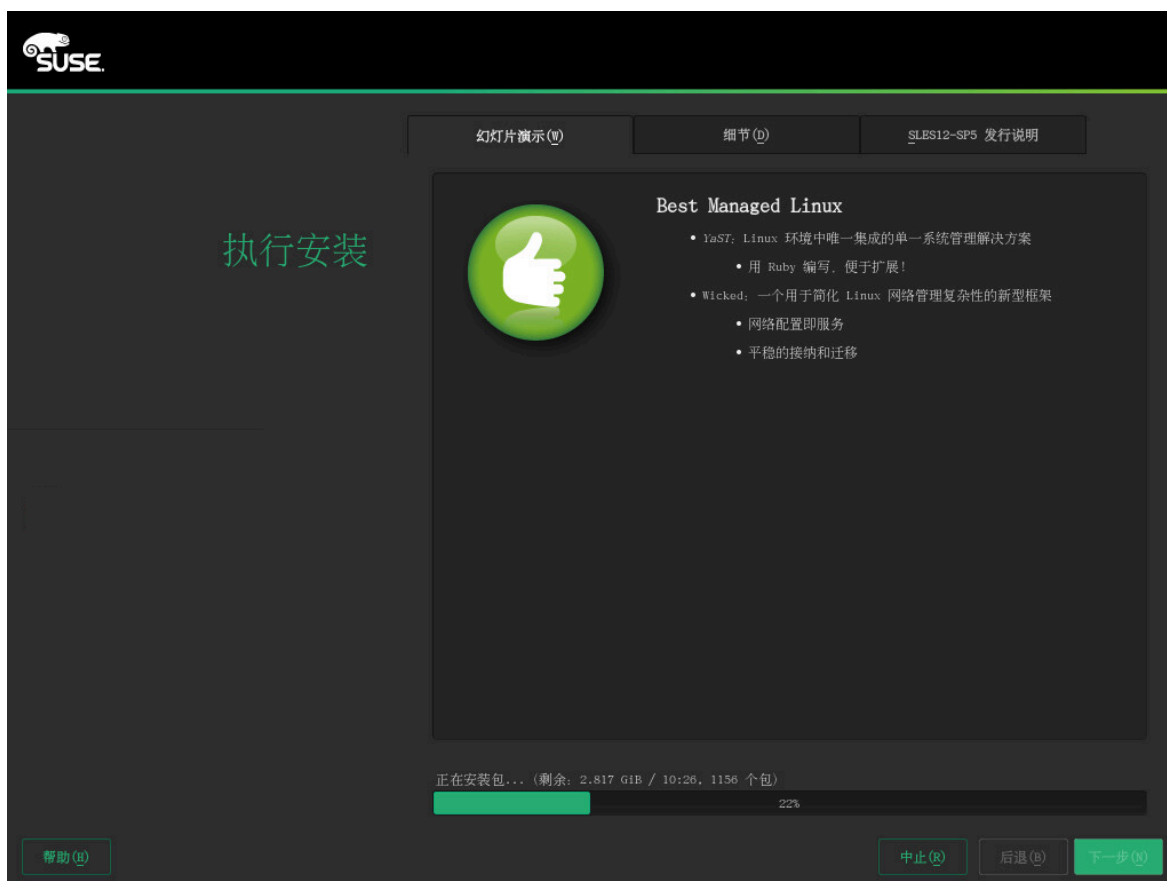 SUSE.
幻灯片演示(W)
细节(D)
SLES12-SP5 发行说明
执行安装
Best Managed Linux
• YaST: Linux 环境中唯一集成的单一系统管理解决方案
• 用 Ruby 编写，便于扩展!
• Wicked: 一个用于简化 Linux 网络管理复杂性的新型框架
• 网络配置即服务
• 平稳的接纳和迁移
正在安装包... (剩余: 2.817 GiB / 10:26, 1156 个包)
22%
帮助(H)
中止(R)
后退(B)
下一步(N)